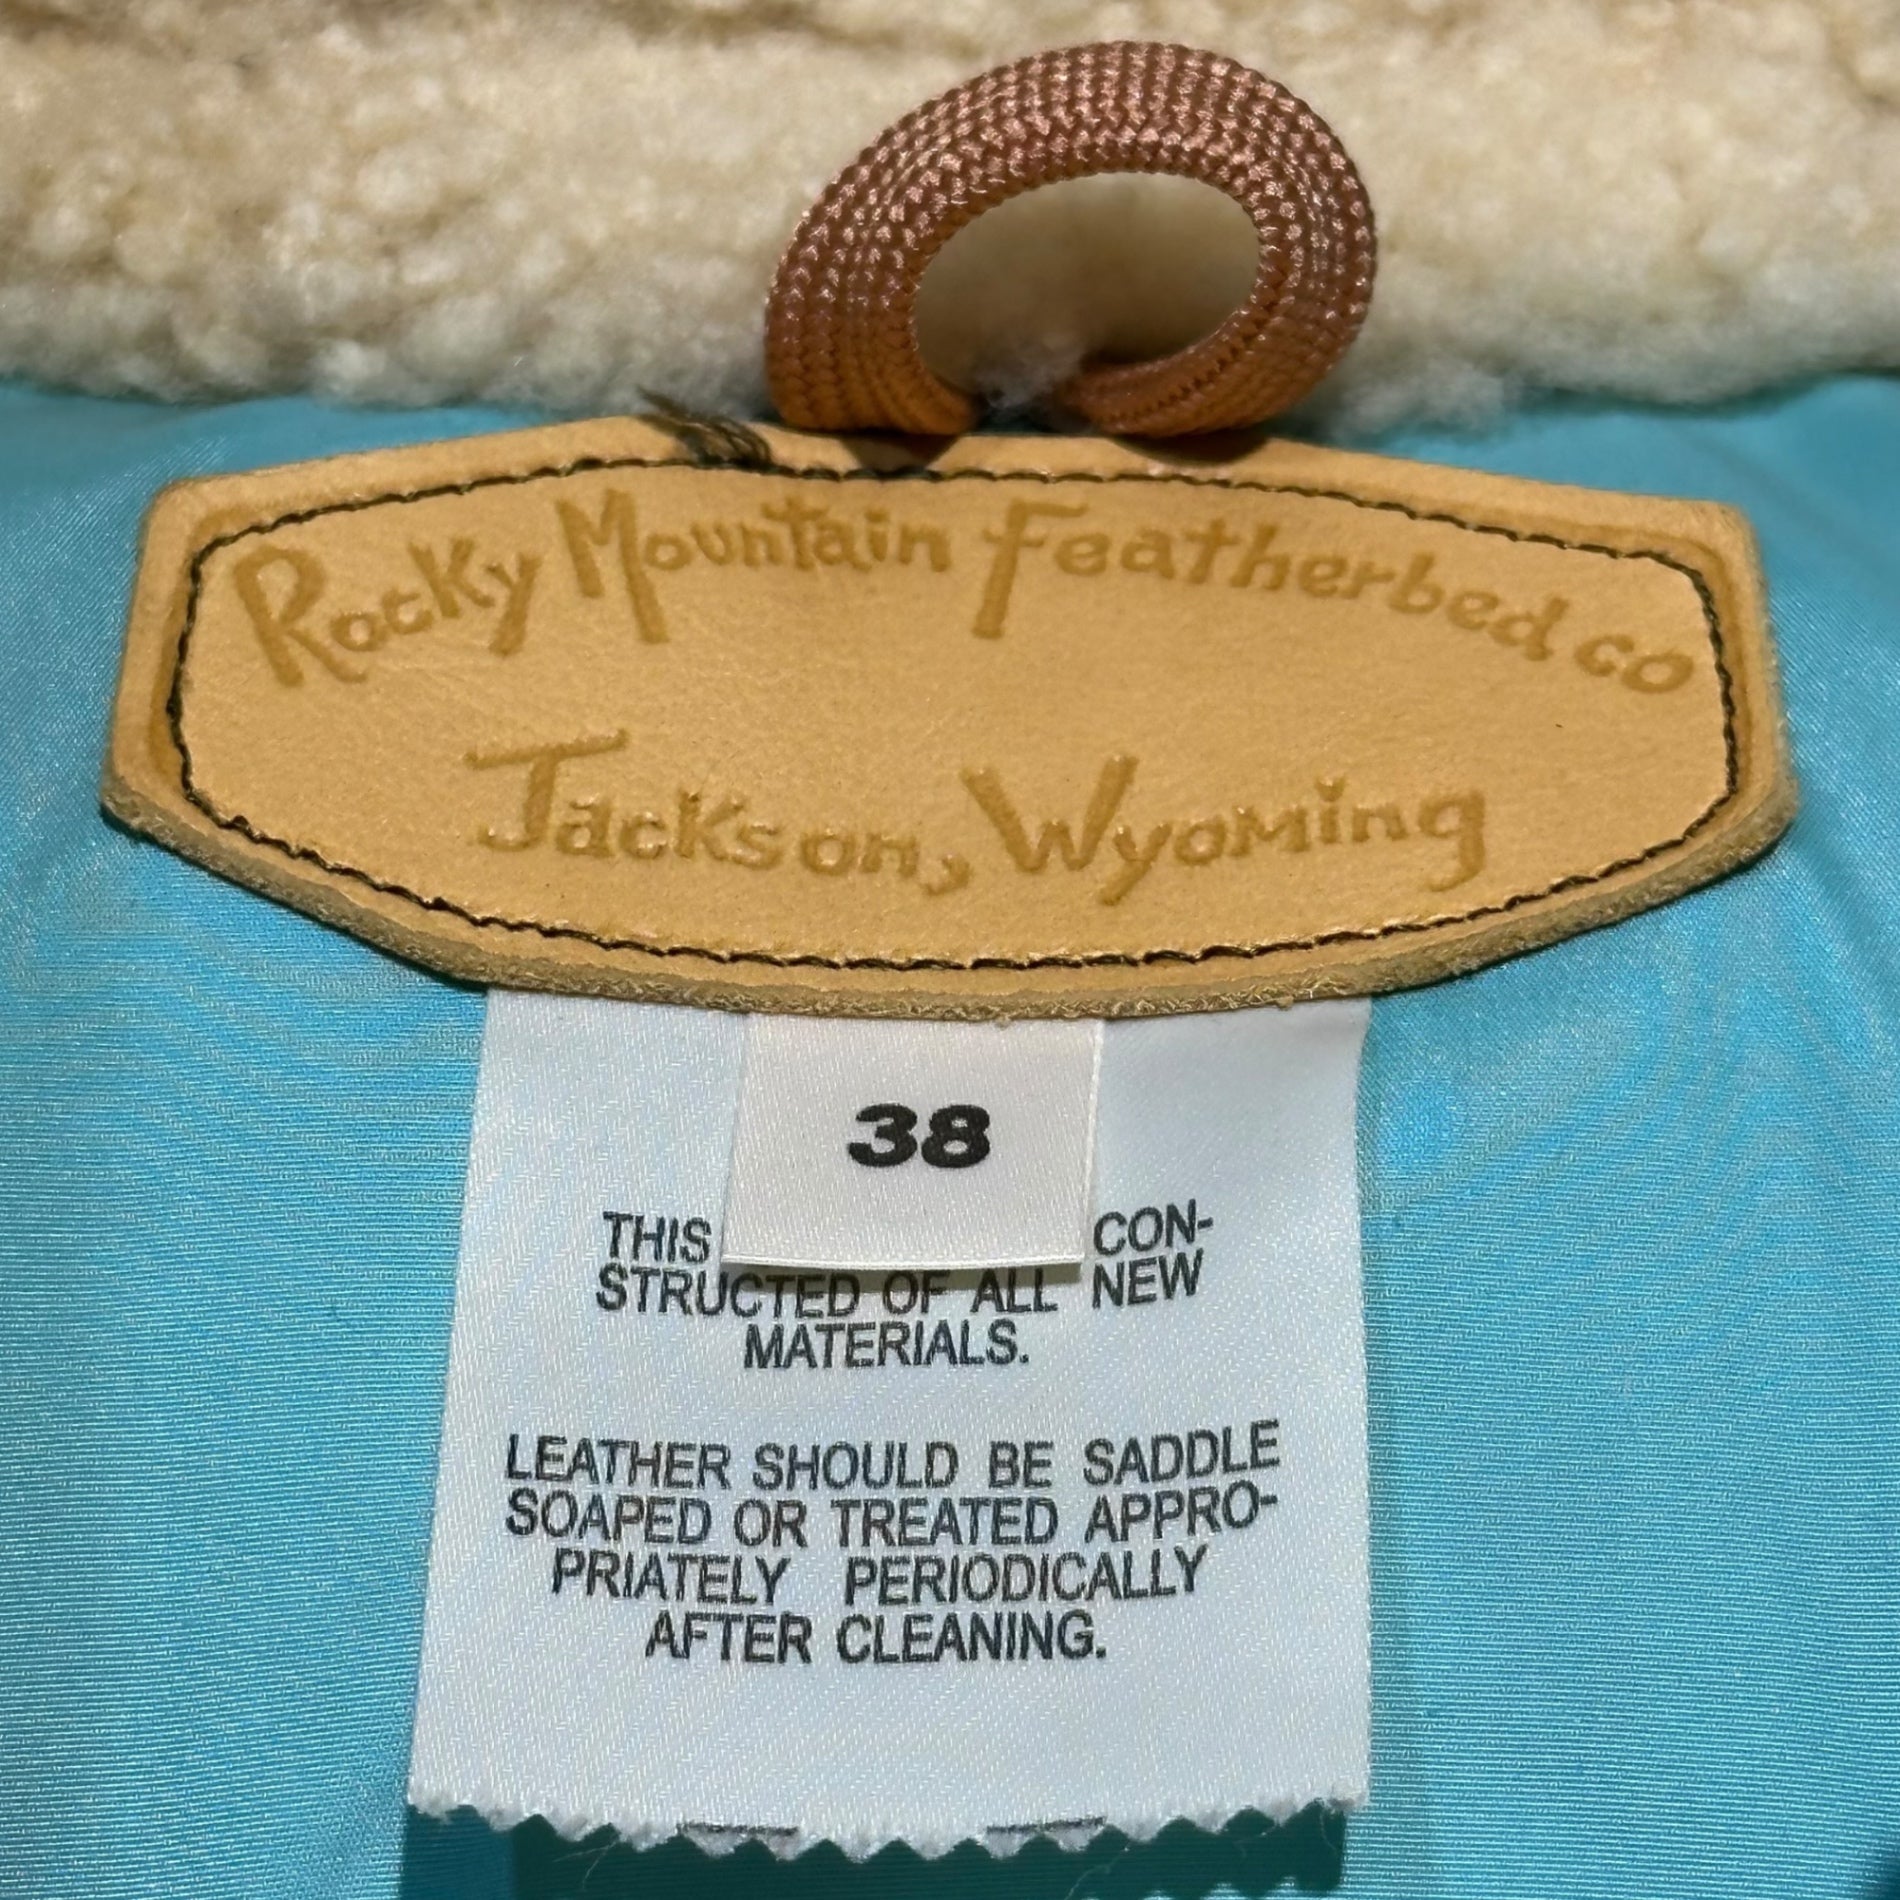 Rocky Mountain Featherbed co
Jackson, Wyoming
38
THIS CON-
STRUCTED OF ALL NEW
MATERIALS.
LEATHER SHOULD BE SADDLE
SOAPED OR TREATED APPRO-
PRIATELY PERIODICALLY
AFTER CLEANING.